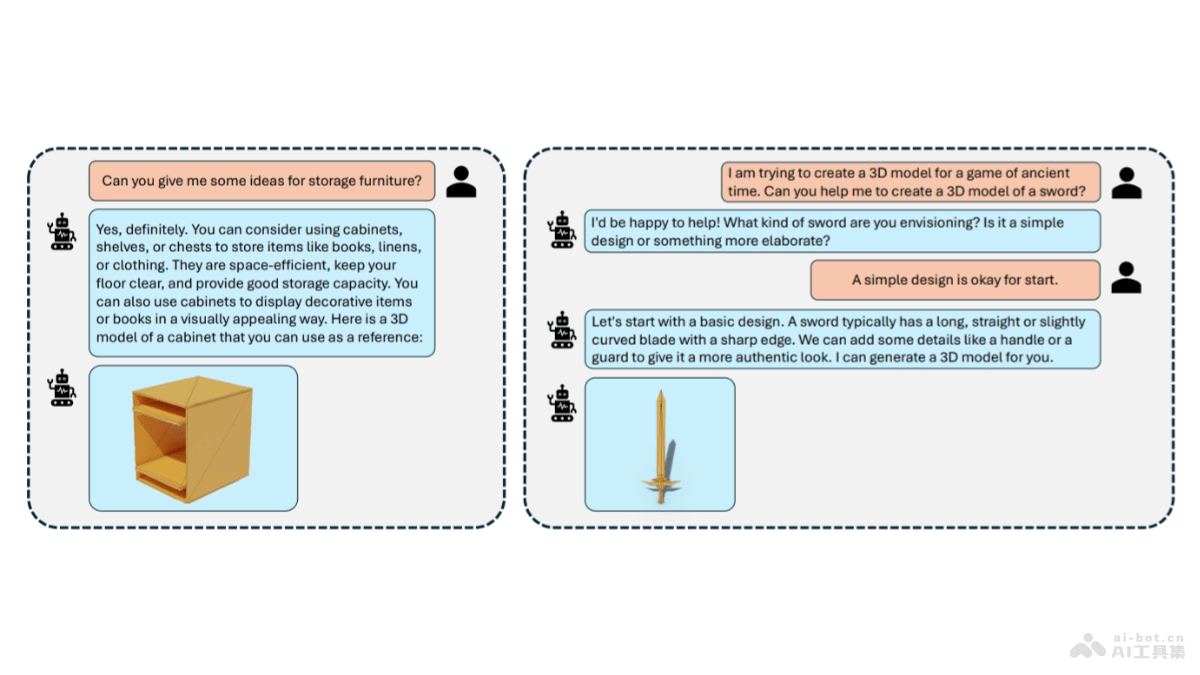 Can you give me some ideas for storage furniture?
Yes, definitely. You can consider using cabinets,
shelves, or chests to store items like books, linens,
or clothing. They are space-efficient, keep your
floor clear, and provide good storage capacity. You
can also use cabinets to display decorative items
or books in a visually appealing way. Here is a 3D
model of a cabinet that you can use as a reference:
I am trying to create a 3D model for a game of ancient
time. Can you help me to create a 3D model of a sword?
I'd be happy to help! What kind of sword are you envisioning? Is it a simple
design or something more elaborate?
A simple design is okay for start.
Let's start with a basic design. A sword typically has a long, straight or slightly
curved blade with a sharp edge. We can add some details like a handle or a
guard to give it a more authentic look. I can generate a 3D model for you.
ai-bot.cn
AI工具集